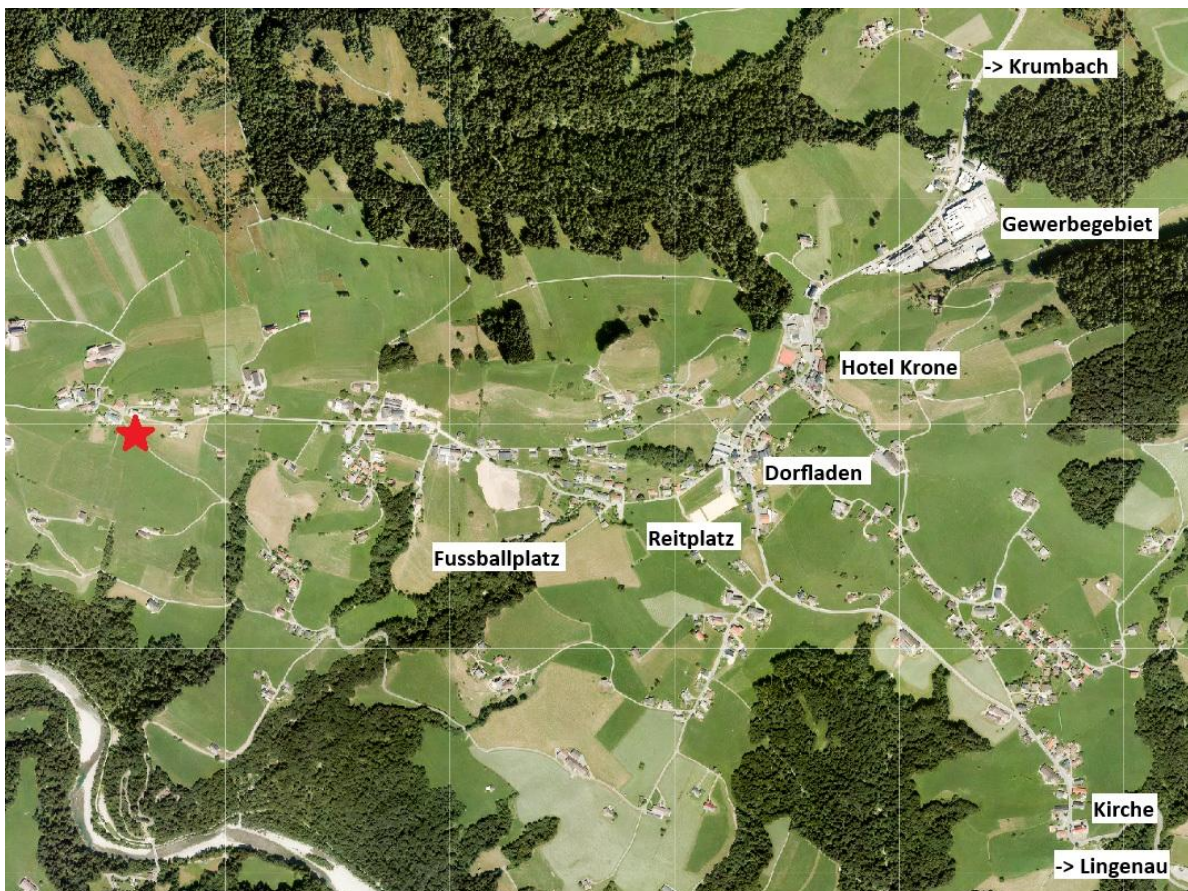 -> Krumbach
Gewerbegebiet
Hotel Krone
Dorfladen
Reitplatz
Fussballplatz
Kirche
-> Lingenau